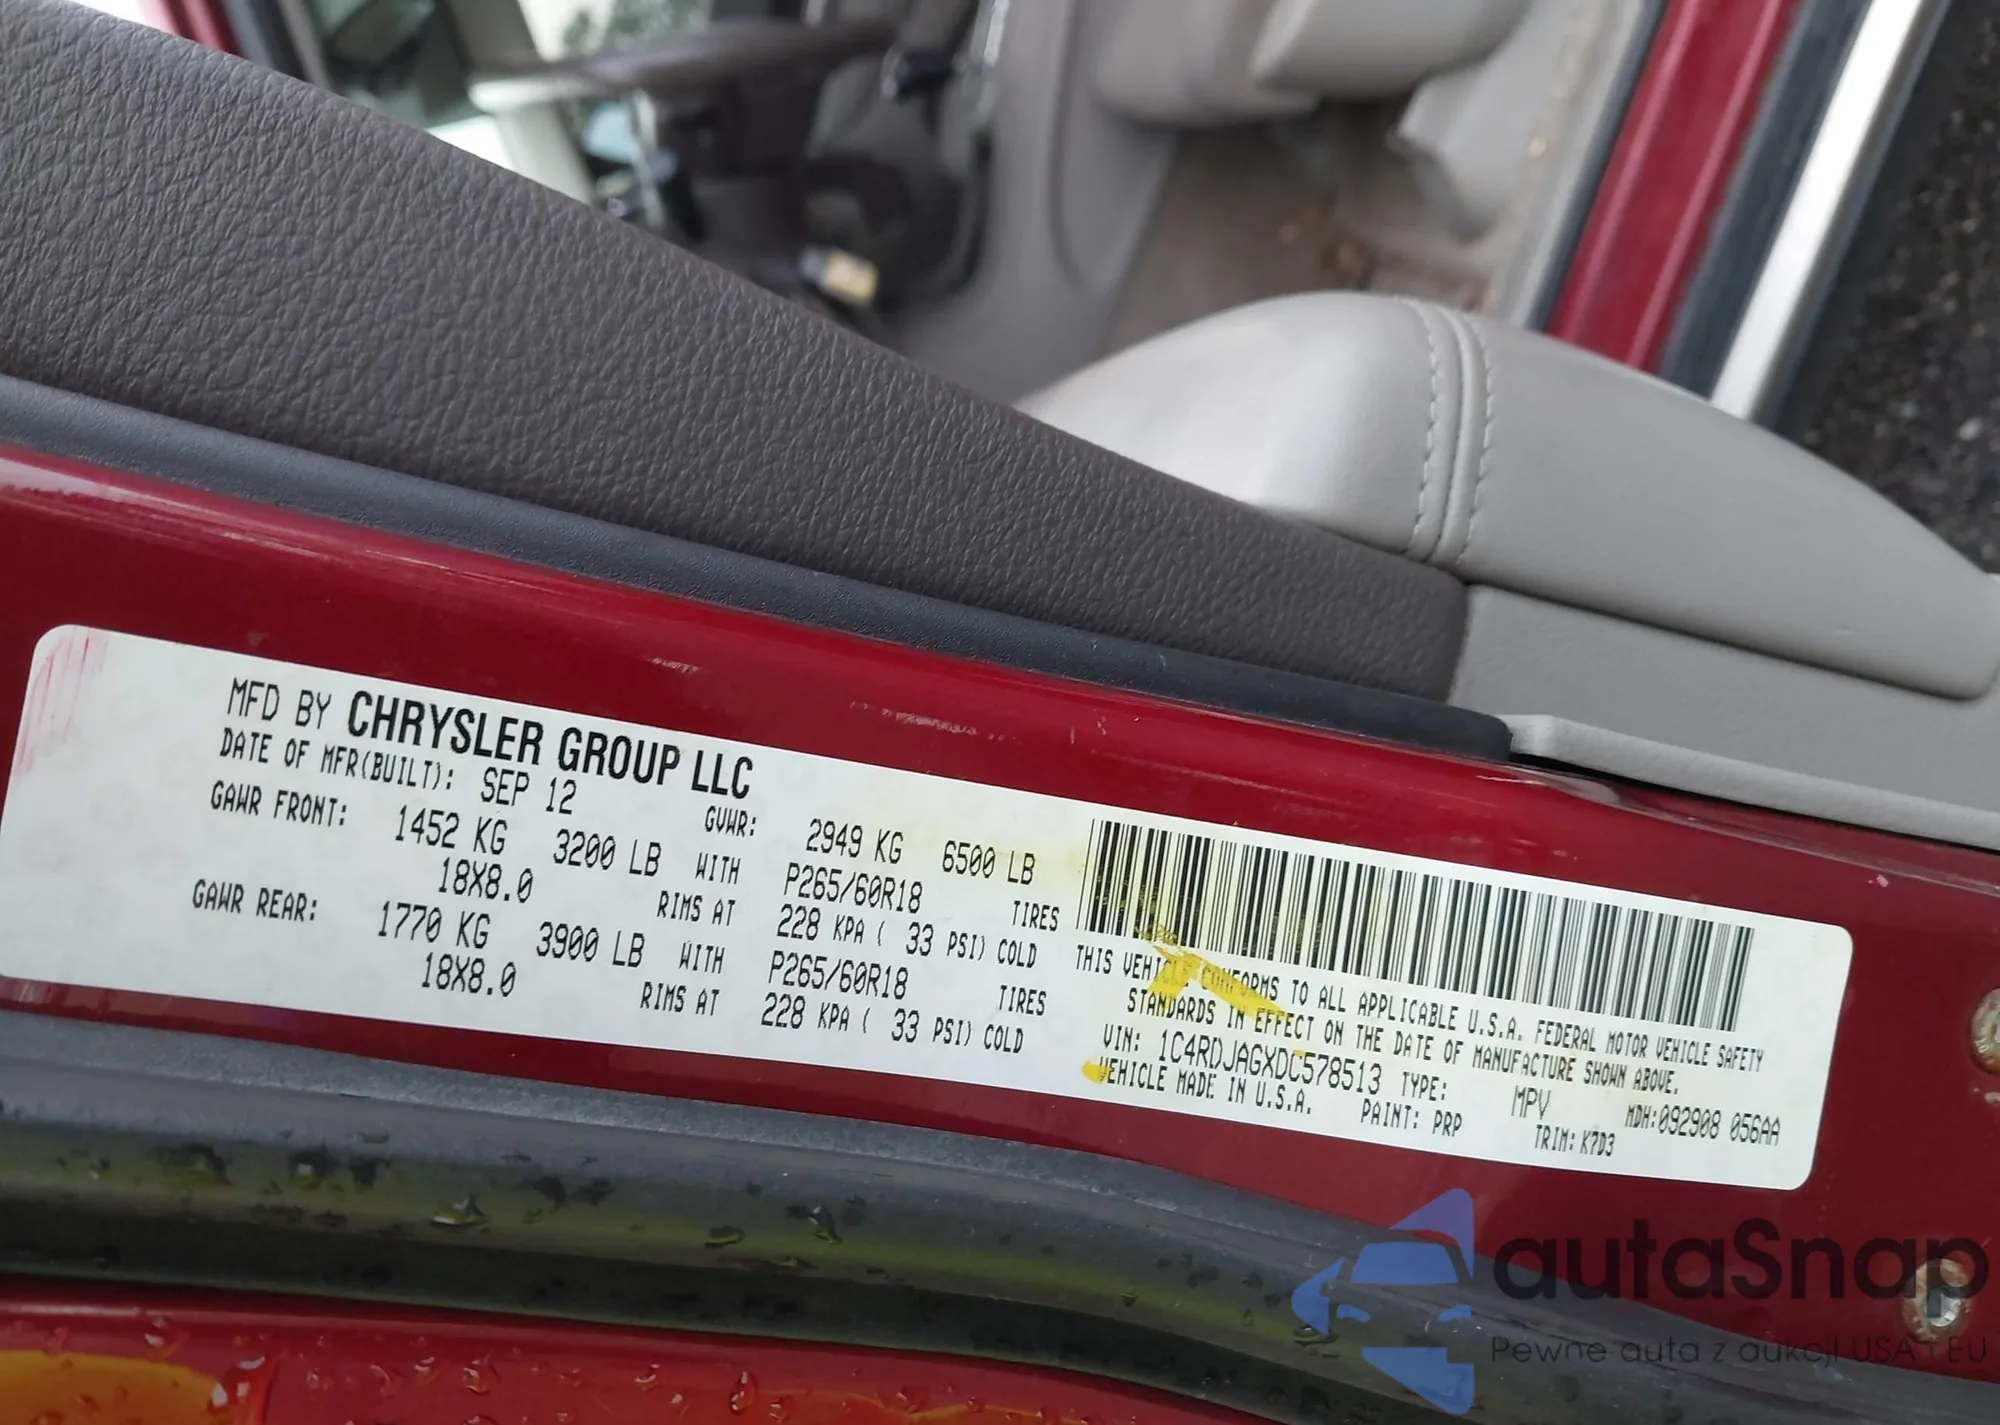 MFD BY CHRYSLER GROUP LLC
DATE OF MFR(BUILT): SEP 12 GVWR: 2949 KG 6500 LB
GAWR FRONT: 1452 KG 3200 LB WITH P265/60R18 TIRES
18X8.0 RIMS AT 228 KPA ( 33 PSI) COLD
GAWR REAR: 1770 KG 3900 LB WITH P265/60R18 TIRES
18X8.0 RIMS AT 228 KPA ( 33 PSI) COLD
THIS VEHICLE CONFORMS TO ALL APPLICABLE U.S.A. FEDERAL MOTOR VEHICLE SAFETY
STANDARDS IN EFFECT ON THE DATE OF MANUFACTURE SHOWN ABOVE.
VIN: 1C4RDJAGXDC578513 TYPE: MPV MDH:092908 056AA
VEHICLE MADE IN U.S.A. PAINT: PRP TRIM: K7D3
autaSnap
Pewne auta z aukcji USA i EU